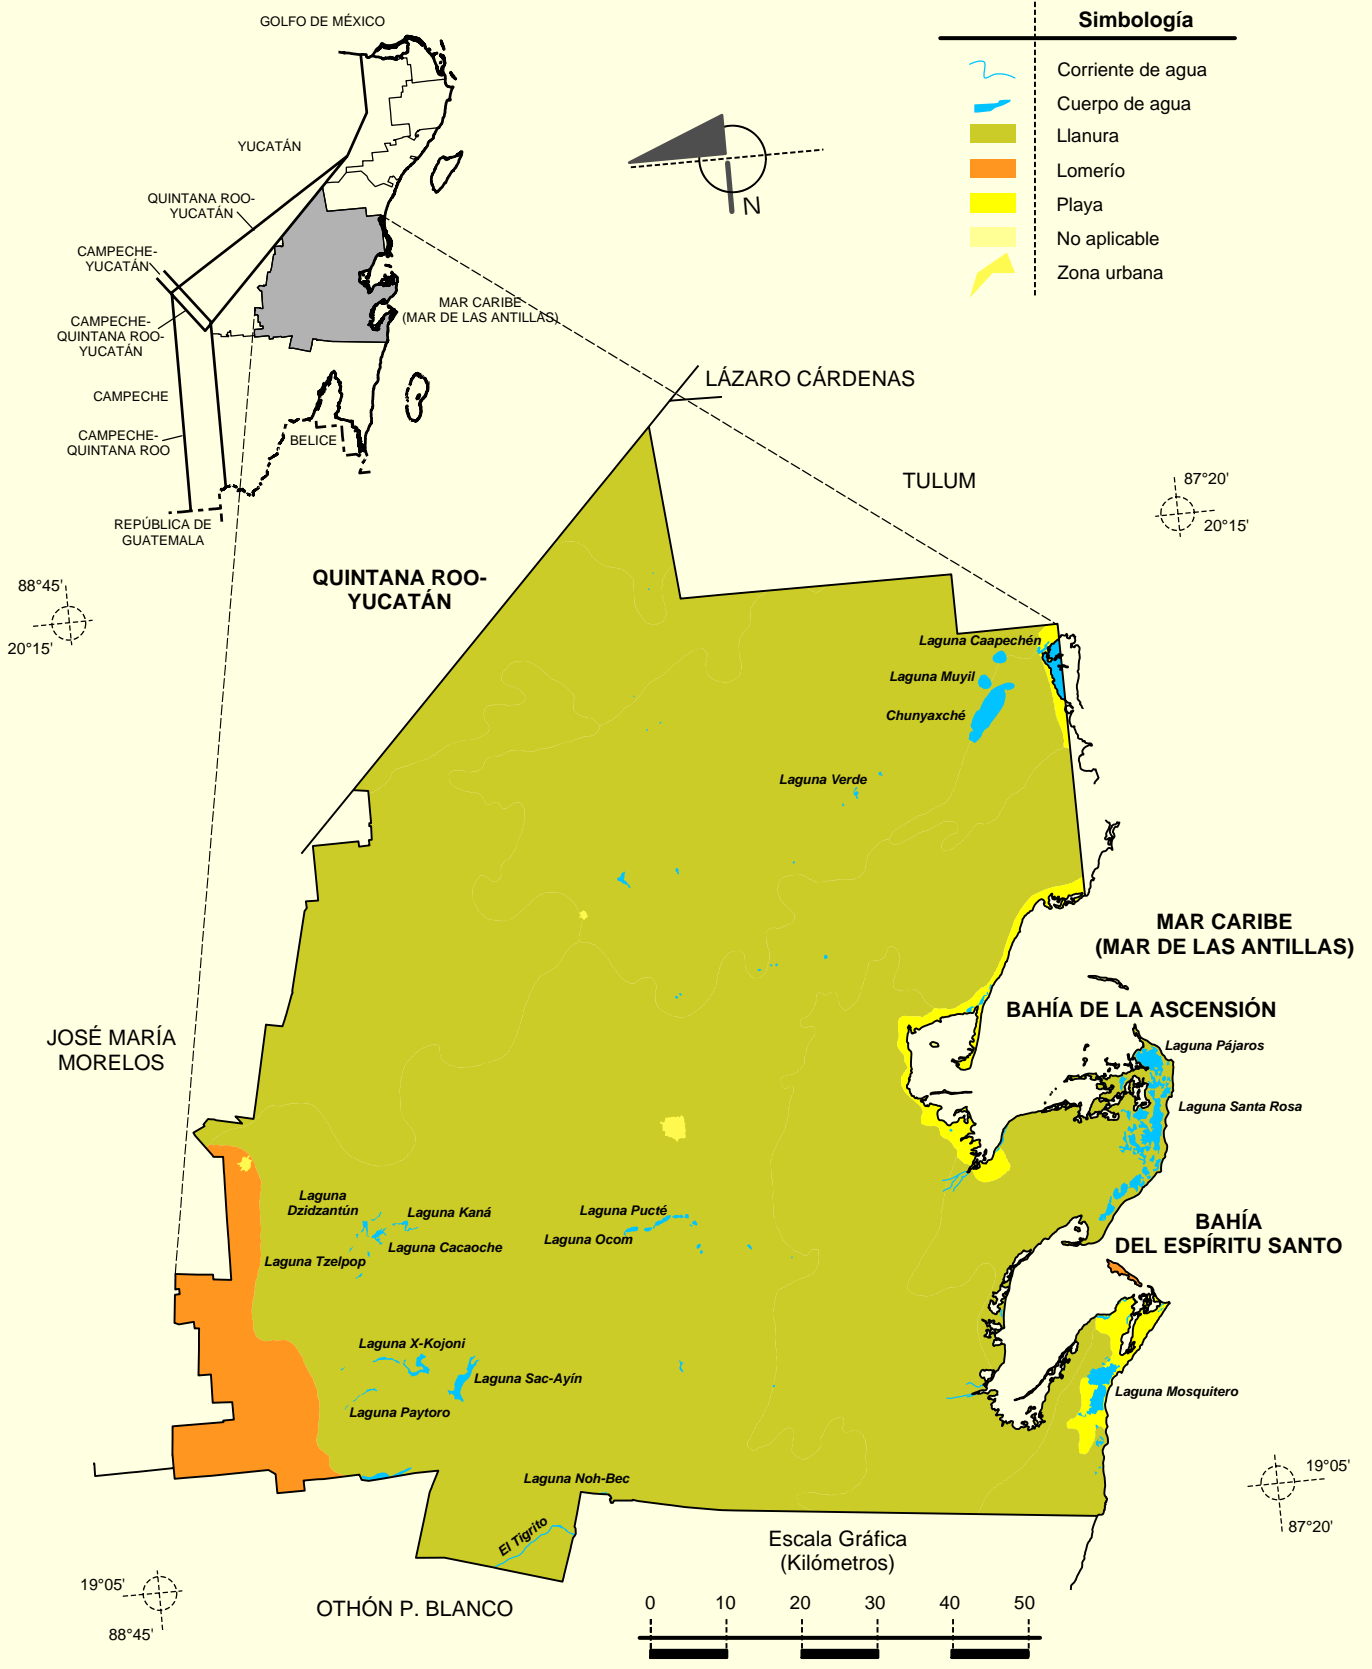 GOLFO DE MÉXICO
YUCATÁN
QUINTANA ROO-
YUCATÁN
CAMPECHE-
YUCATÁN
CAMPECHE-
QUINTANA ROO-
YUCATÁN
CAMPECHE
CAMPECHE-
QUINTANA ROO
BELICE
REPÚBLICA DE
GUATEMALA
MAR CARIBE
(MAR DE LAS ANTILLAS)
N
Simbología
Corriente de agua
Cuerpo de agua
Llanura
Lomerío
Playa
No aplicable
Zona urbana
LÁZARO CÁRDENAS
TULUM
87°20'
20°15'
88°45'
20°15'
QUINTANA ROO-
YUCATÁN
Laguna Caapechén
Laguna Muyil
Chunyaxché
Laguna Verde
MAR CARIBE
(MAR DE LAS ANTILLAS)
BAHÍA DE LA ASCENSIÓN
JOSÉ MARÍA
MORELOS
Laguna Pájaros
Laguna Santa Rosa
Laguna
Dzidzantún
Laguna Kaná
Laguna Cacaoche
Laguna Tzelpop
Laguna Pucté
Laguna Ocom
BAHÍA
DEL ESPÍRITU SANTO
Laguna X-Kojoni
Laguna Sac-Ayín
Laguna Paytoro
Laguna Mosquitero
Laguna Noh-Bec
El Tigrito
19°05'
87°20'
Escala Gráfica
(Kilómetros)
19°05'
88°45'
OTHÓN P. BLANCO
0 10 20 30 40 50